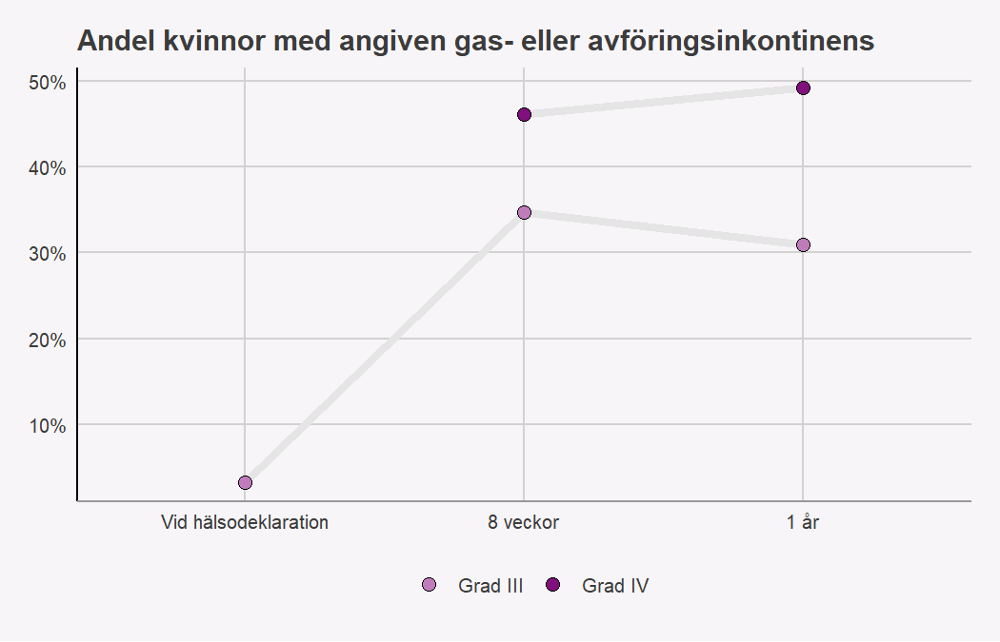 Andel kvinnor med angiven gas- eller avföringsinkontinens
50%
40%
30%
20%
10%
Vid hälsodeklaration 8 veckor 1 år
Grad III Grad IV